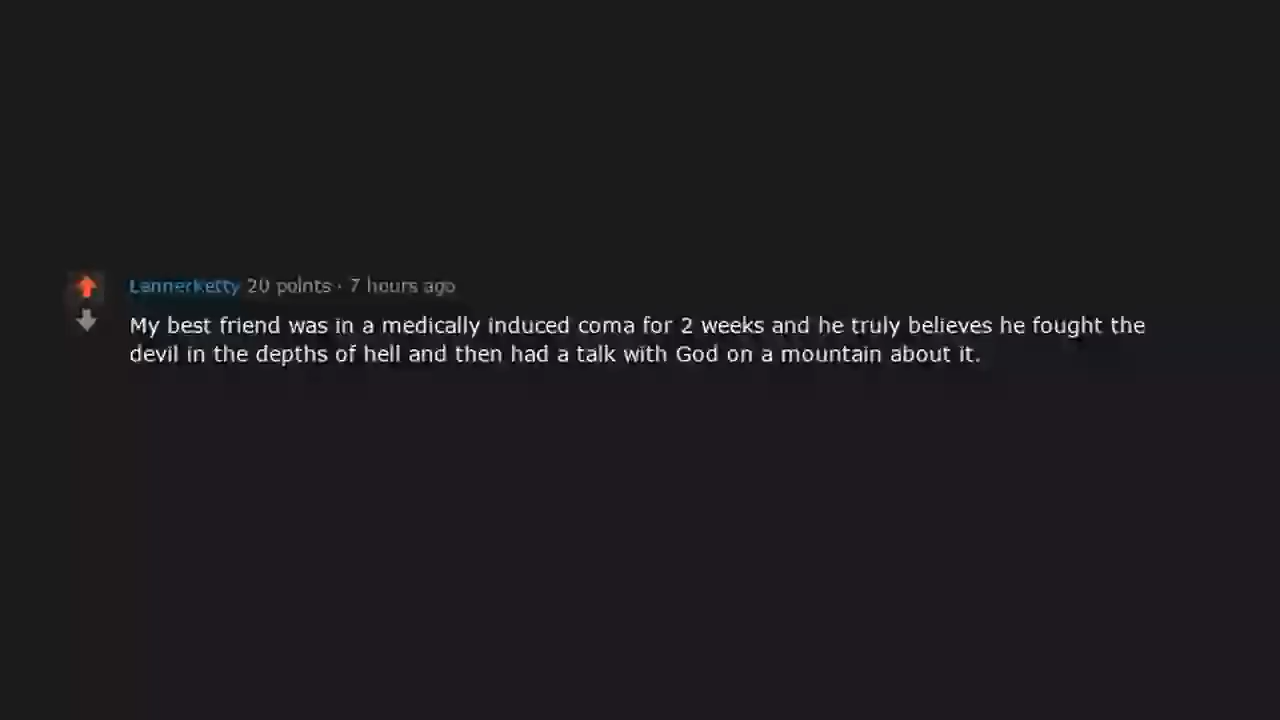 Lannerketty 20 points · 7 hours ago
My best friend was in a medically induced coma for 2 weeks and he truly believes he fought the
devil in the depths of hell and then had a talk with God on a mountain about it.